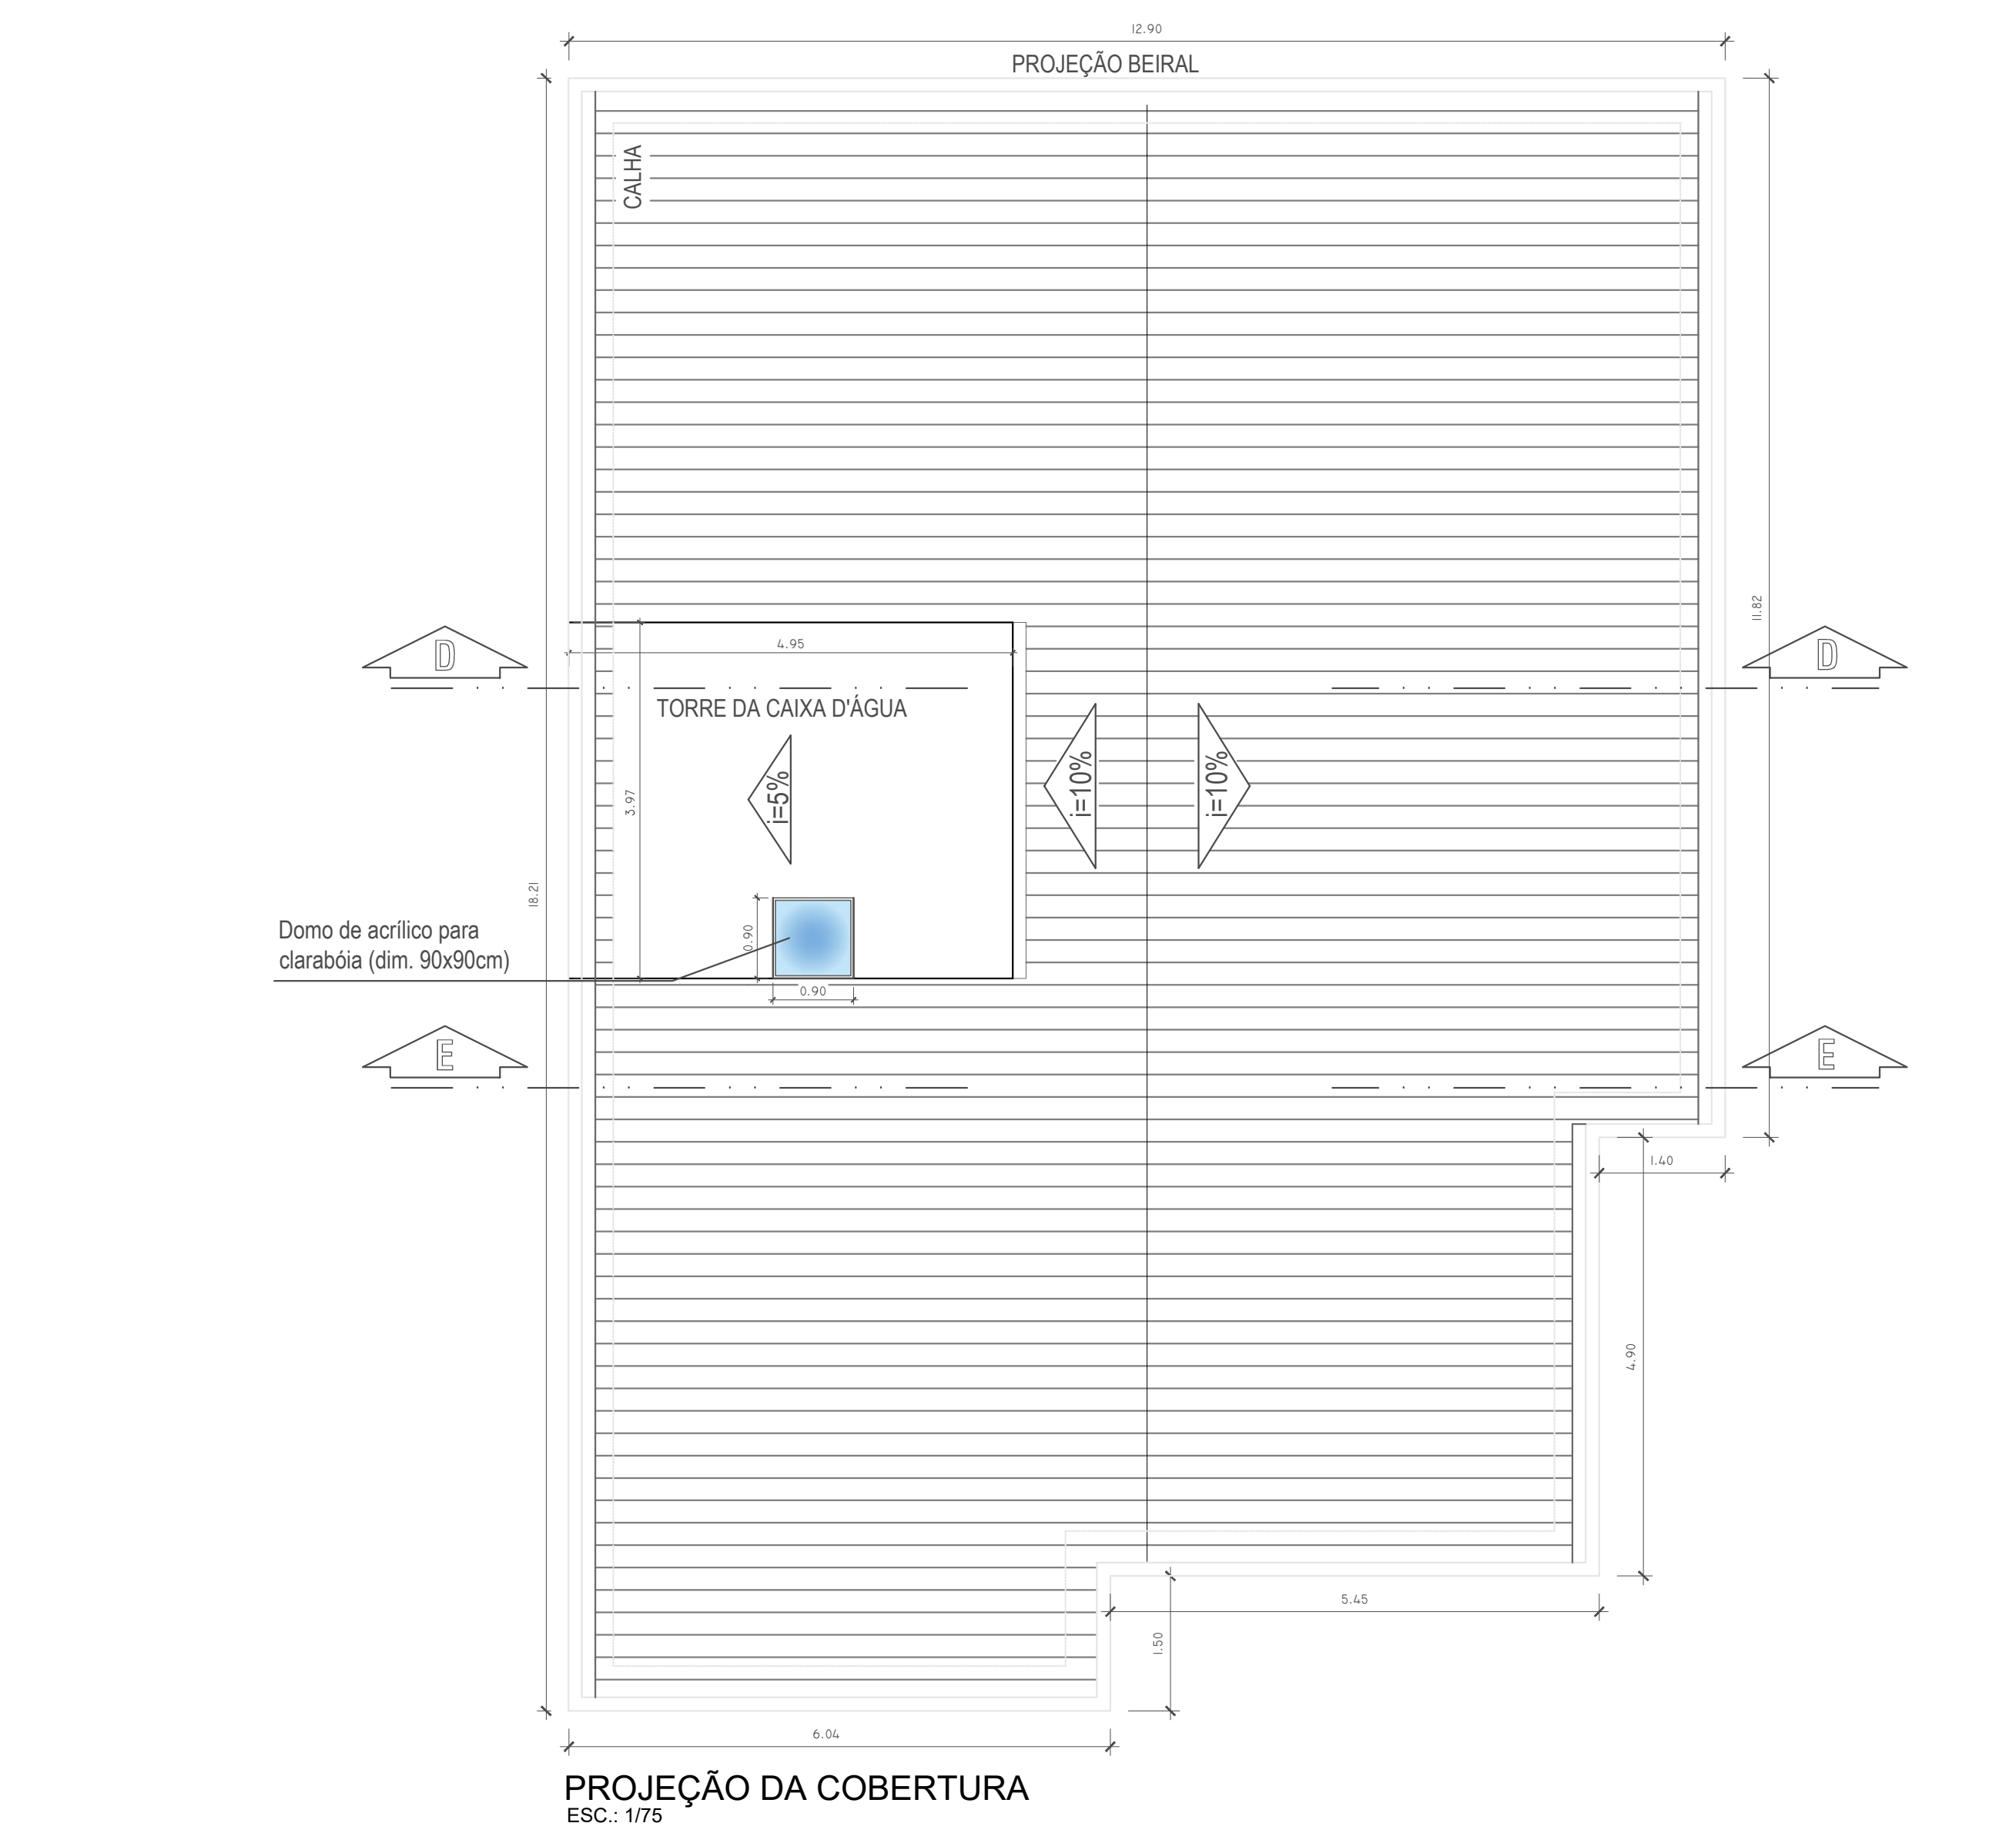 12.90
PROJEÇÃO BEIRAL
CALHA
11.82
D
D
4.95
TORRE DA CAIXA D'ÁGUA
i=5%
i=10%
i=10%
3.97
18.21
0.90
Domo de acrílico para
clarabóia (dim. 90x90cm)
0.90
E
E
1.40
4.90
5.45
1.50
6.04
PROJEÇÃO DA COBERTURA
ESC.: 1/75